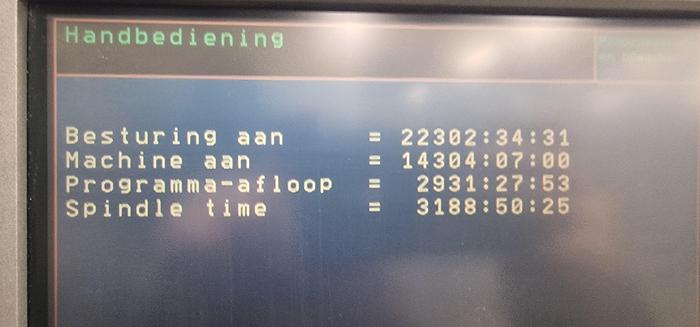 Handbediening
Besturing aan = 22302:34:31
Machine aan = 14304:07:00
Programma-afloop = 2931:27:53
Spindle time = 3188:50:25